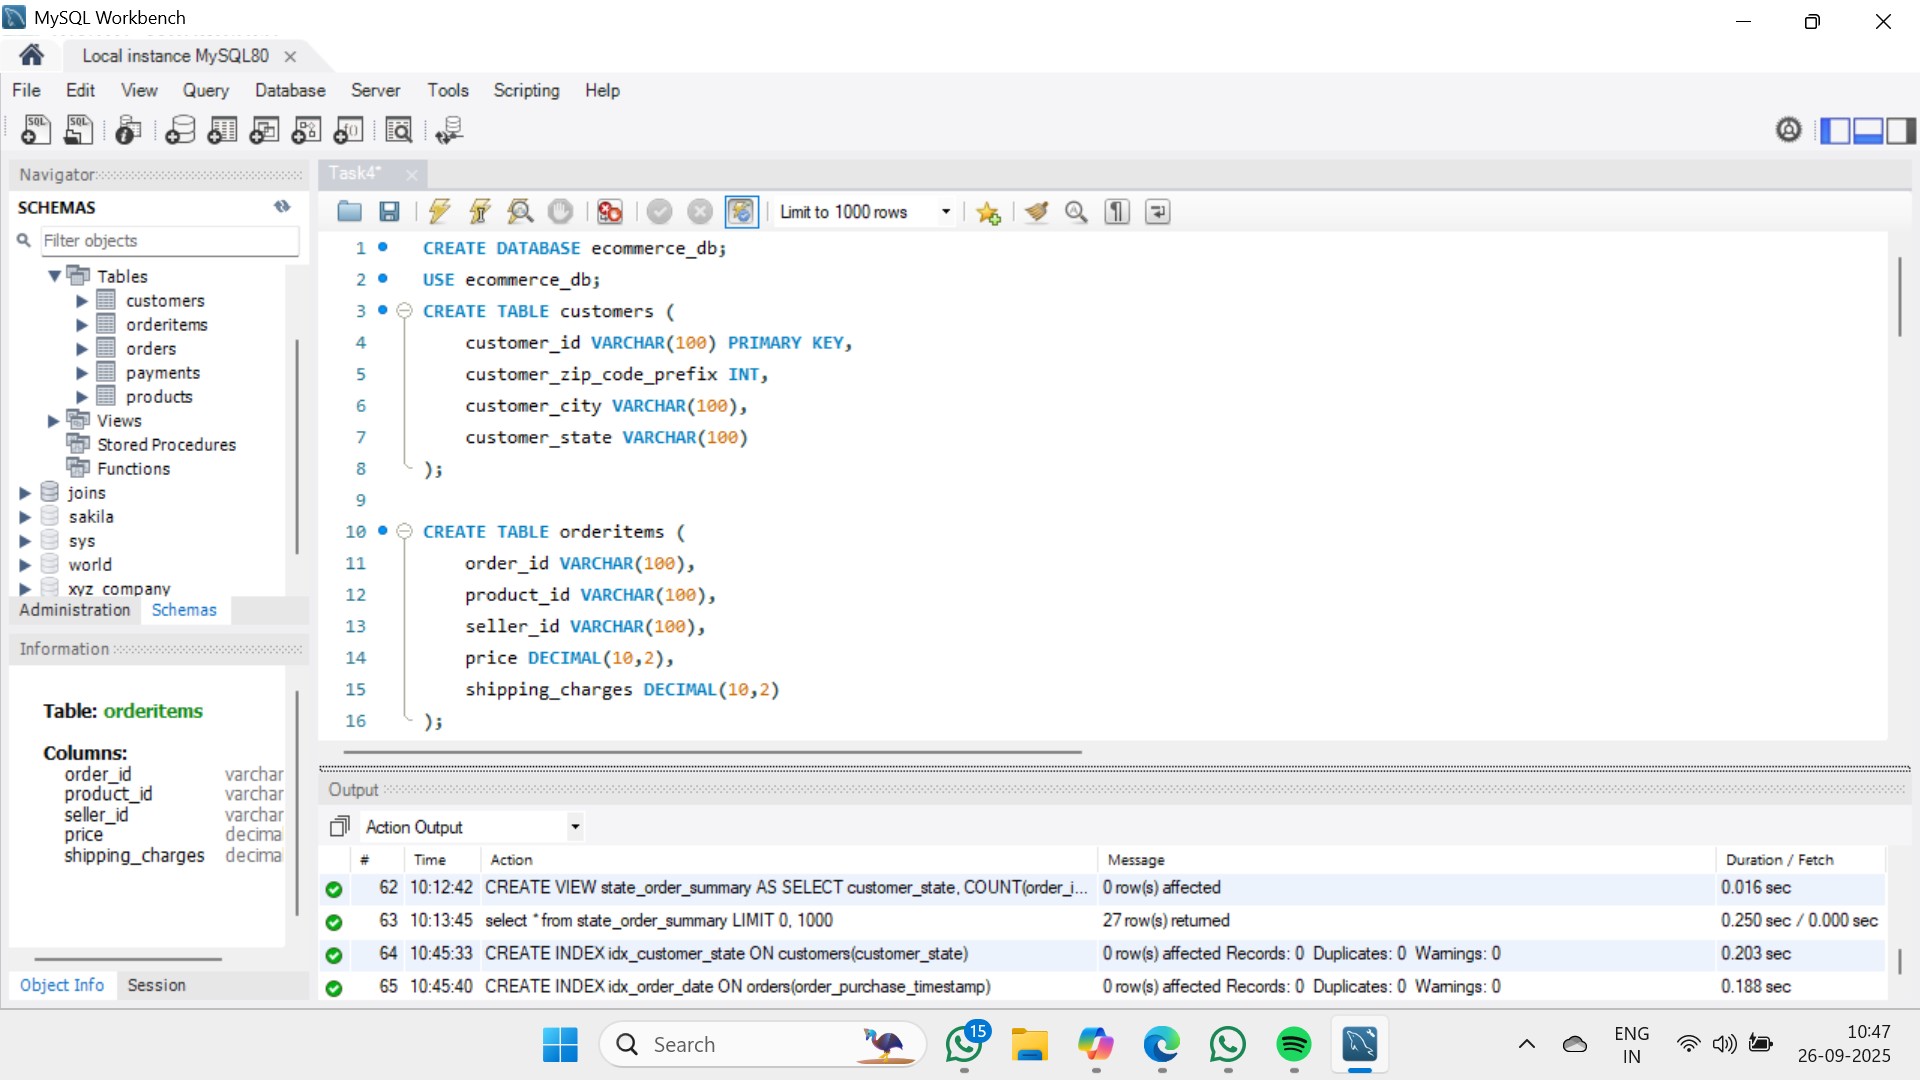 MySQL Workbench
Local instance MySQL80
File Edit View Query Database Server Tools Scripting Help
Navigator
SCHEMAS
Filter objects
Tables
customers
orderitems
orders
payments
products
Views
Stored Procedures
Functions
joins
sakila
sys
world
xyz_company
Administration Schemas
Information
Table: orderitems
Columns:
order_id varchar
product_id varchar
seller_id varchar
price decima
shipping_charges decima
Object Info Session
Task4*
Limit to 1000 rows
1 CREATE DATABASE ecommerce_db;
2 USE ecommerce_db;
3 CREATE TABLE customers (
4 customer_id VARCHAR(100) PRIMARY KEY,
5 customer_zip_code_prefix INT,
6 customer_city VARCHAR(100),
7 customer_state VARCHAR(100)
8 );
9
10 CREATE TABLE orderitems (
11 order_id VARCHAR(100),
12 product_id VARCHAR(100),
13 seller_id VARCHAR(100),
14 price DECIMAL(10,2),
15 shipping_charges DECIMAL(10,2)
16 );
Output
Action Output
# Time Action Message Duration / Fetch
62 10:12:42 CREATE VIEW state_order_summary AS SELECT customer_state, COUNT(order_i... 0 row(s) affected 0.016 sec
63 10:13:45 select * from state_order_summary LIMIT 0, 1000 27 row(s) returned 0.250 sec / 0.000 sec
64 10:45:33 CREATE INDEX idx_customer_state ON customers(customer_state) 0 row(s) affected Records: 0 Duplicates: 0 Warnings: 0 0.203 sec
65 10:45:40 CREATE INDEX idx_order_date ON orders(order_purchase_timestamp) 0 row(s) affected Records: 0 Duplicates: 0 Warnings: 0 0.188 sec
Search
15
ENG
IN
10:47
26-09-2025